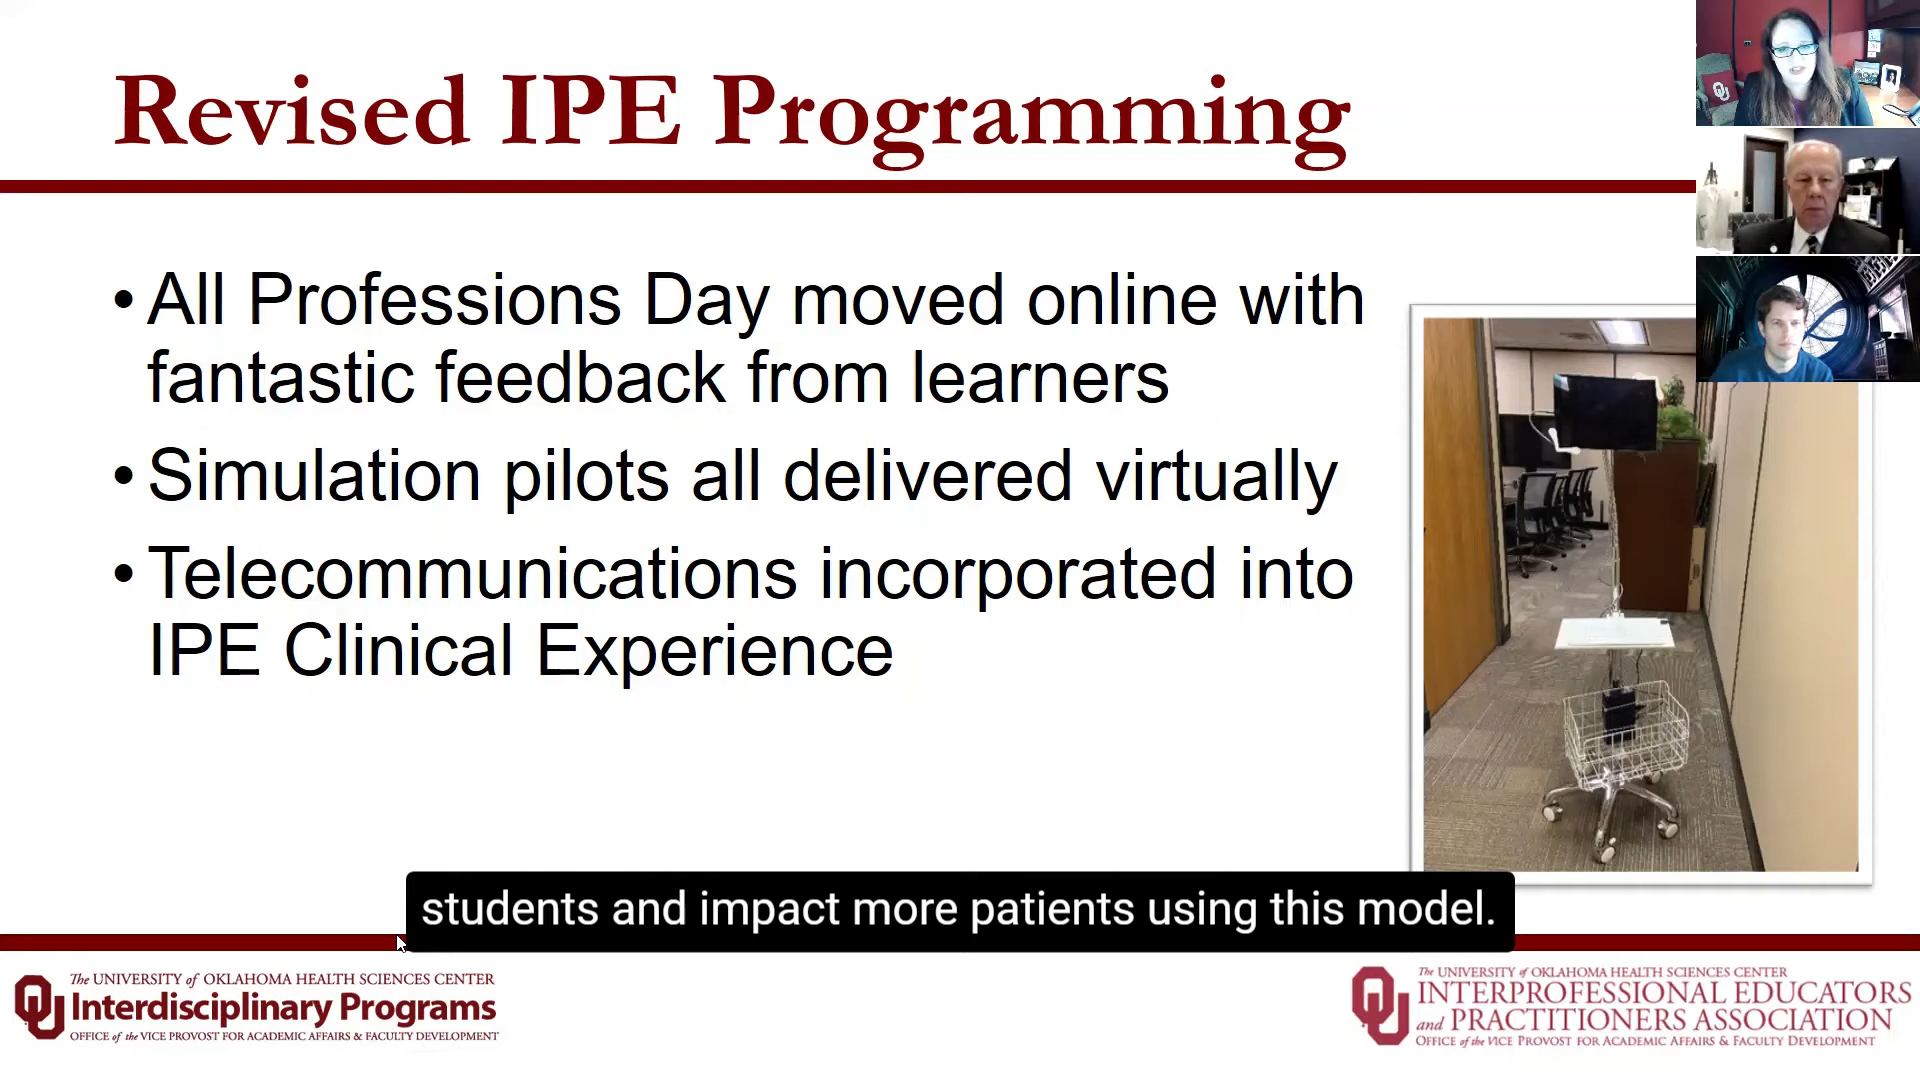 Revised IPE Programming
• All Professions Day moved online with
fantastic feedback from learners
• Simulation pilots all delivered virtually
• Telecommunications incorporated into
IPE Clinical Experience
students and impact more patients using this model.
The UNIVERSITY of OKLAHOMA HEALTH SCIENCES CENTER
Interdisciplinary Programs
OFFICE of the VICE PROVOST FOR ACADEMIC AFFAIRS & FACULTY DEVELOPMENT
The UNIVERSITY of OKLAHOMA HEALTH SCIENCES CENTER
INTERPROFESSIONAL EDUCATORS
and PRACTITIONERS ASSOCIATION
OFFICE of the VICE PROVOST FOR ACADEMIC AFFAIRS & FACULTY DEVELOPMENT